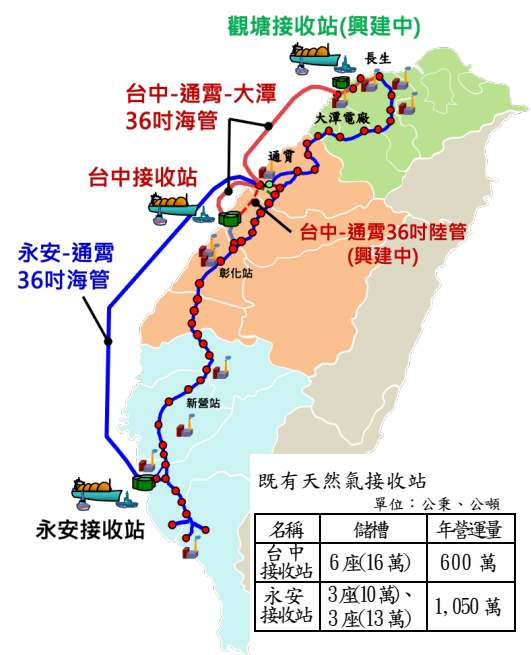 觀塘接收站(興建中)
長生
台中-通霄-大潭
36吋海管
大潭電廠
通霄
台中接收站
台中-通霄36吋陸管
(興建中)
永安-通霄
36吋海管
彰化站
新營站
永安接收站
既有天然氣接收站
單位：公秉、公噸
名稱 儲槽 年營運量
台中
接收站 6座(16萬) 600 萬
永安
接收站 3座(10萬)、
3座(13萬) 1,050 萬